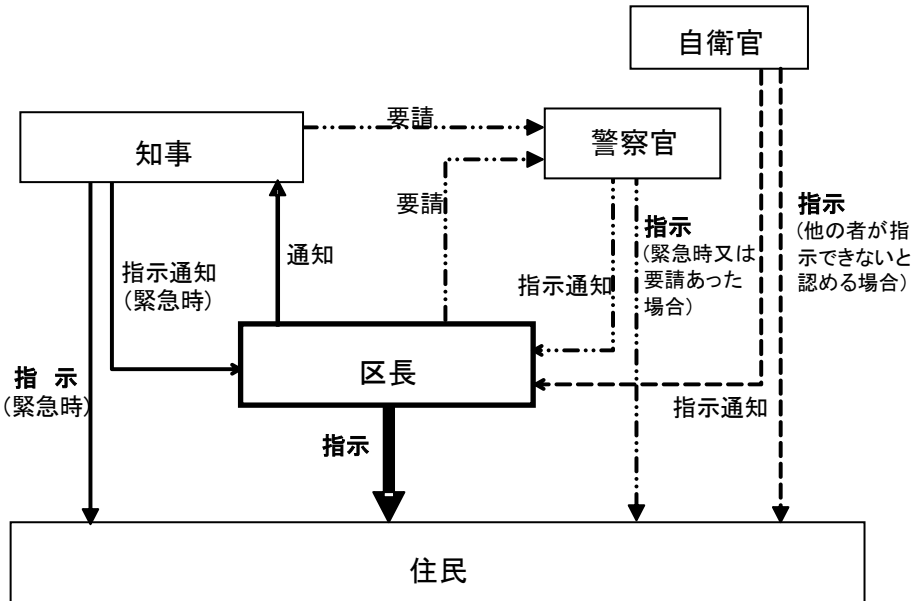 自衛官
要請
知事
警察官
要請
指示
(他の者が指
示できないと
認める場合)
指示
(緊急時又は
要請あった
場合)
通知
指示通知
(緊急時)
指示通知
区長
指 示
(緊急時)
指示通知
指示
住民